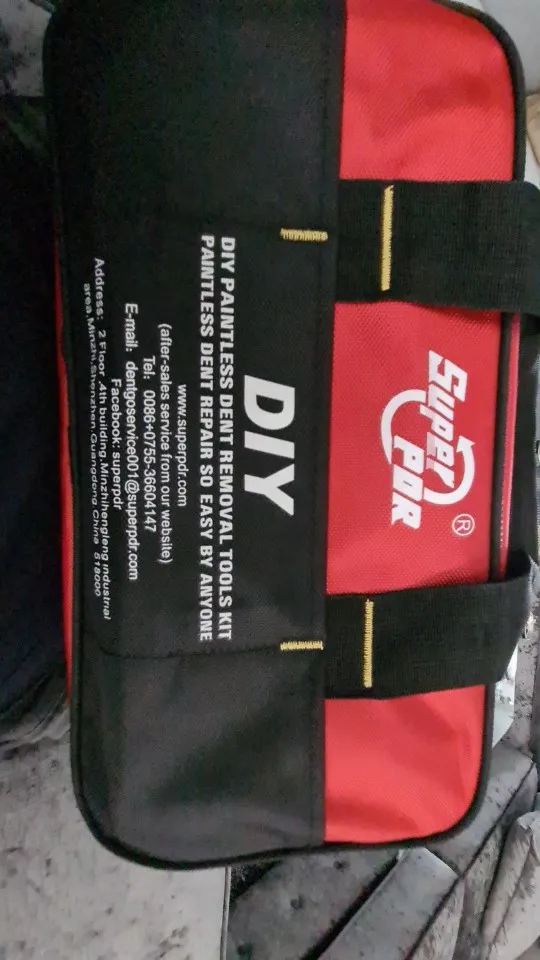 Super
PDR
®
DIY
DIY PAINTLESS DENT REMOVAL TOOLS KIT
PAINTLESS DENT REPAIR SO EASY BY ANYONE
www.superpdr.com
(after-sales service from our website)
Tel: 0086+0755-36604147
E-mail: dentgoservice001@superpdr.com
Facebook: superpdr
Address: 2 Floor ,4th building,Minzhihengleng industrial
area,Minzhi,Shenzhen,Guangdong,China 518000